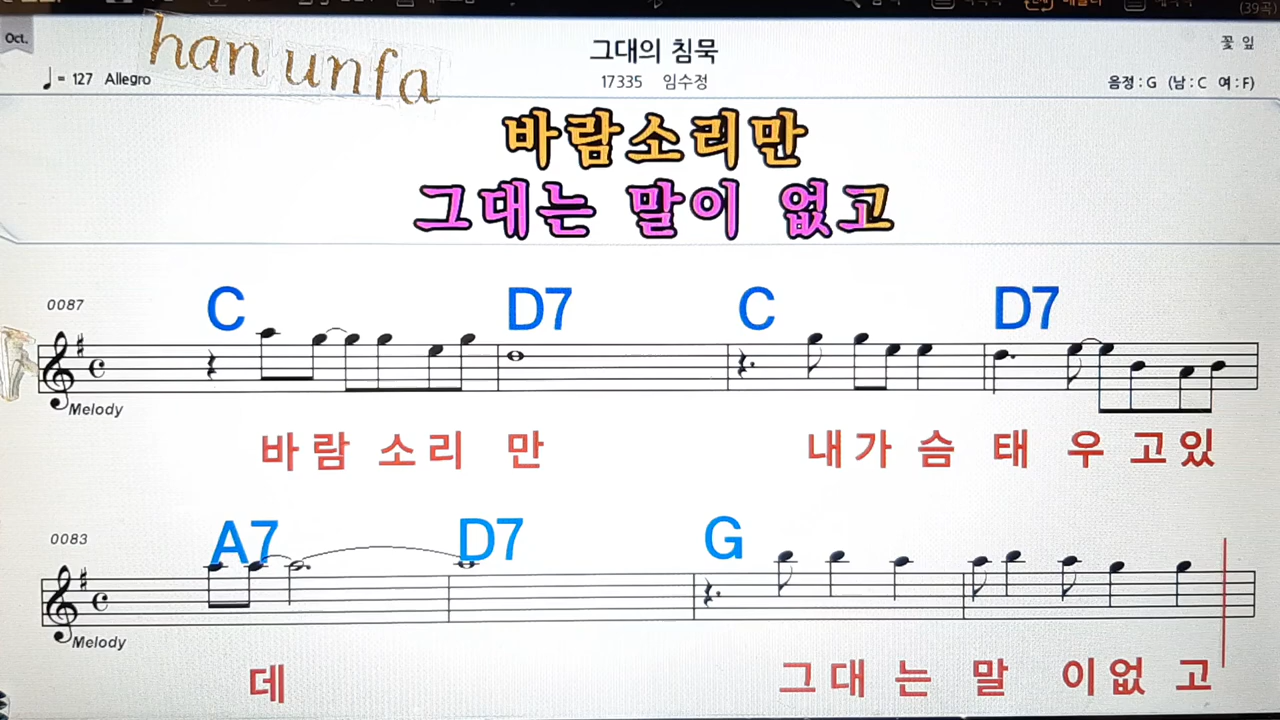 (39곡)
Oct.
han unfa
그대의 침묵
꽃 잎
♩= 127 Allegro
17335 임수정
음정 : G (남 : C 여 : F)
바람소리만
그대는 말이 없고
0087
C D7 C D7
Melody
바 람 소 리 만 내 가 슴 태 우 고 있
0083
A7 D7 G
Melody
데 그 대 는 말 이 없 고